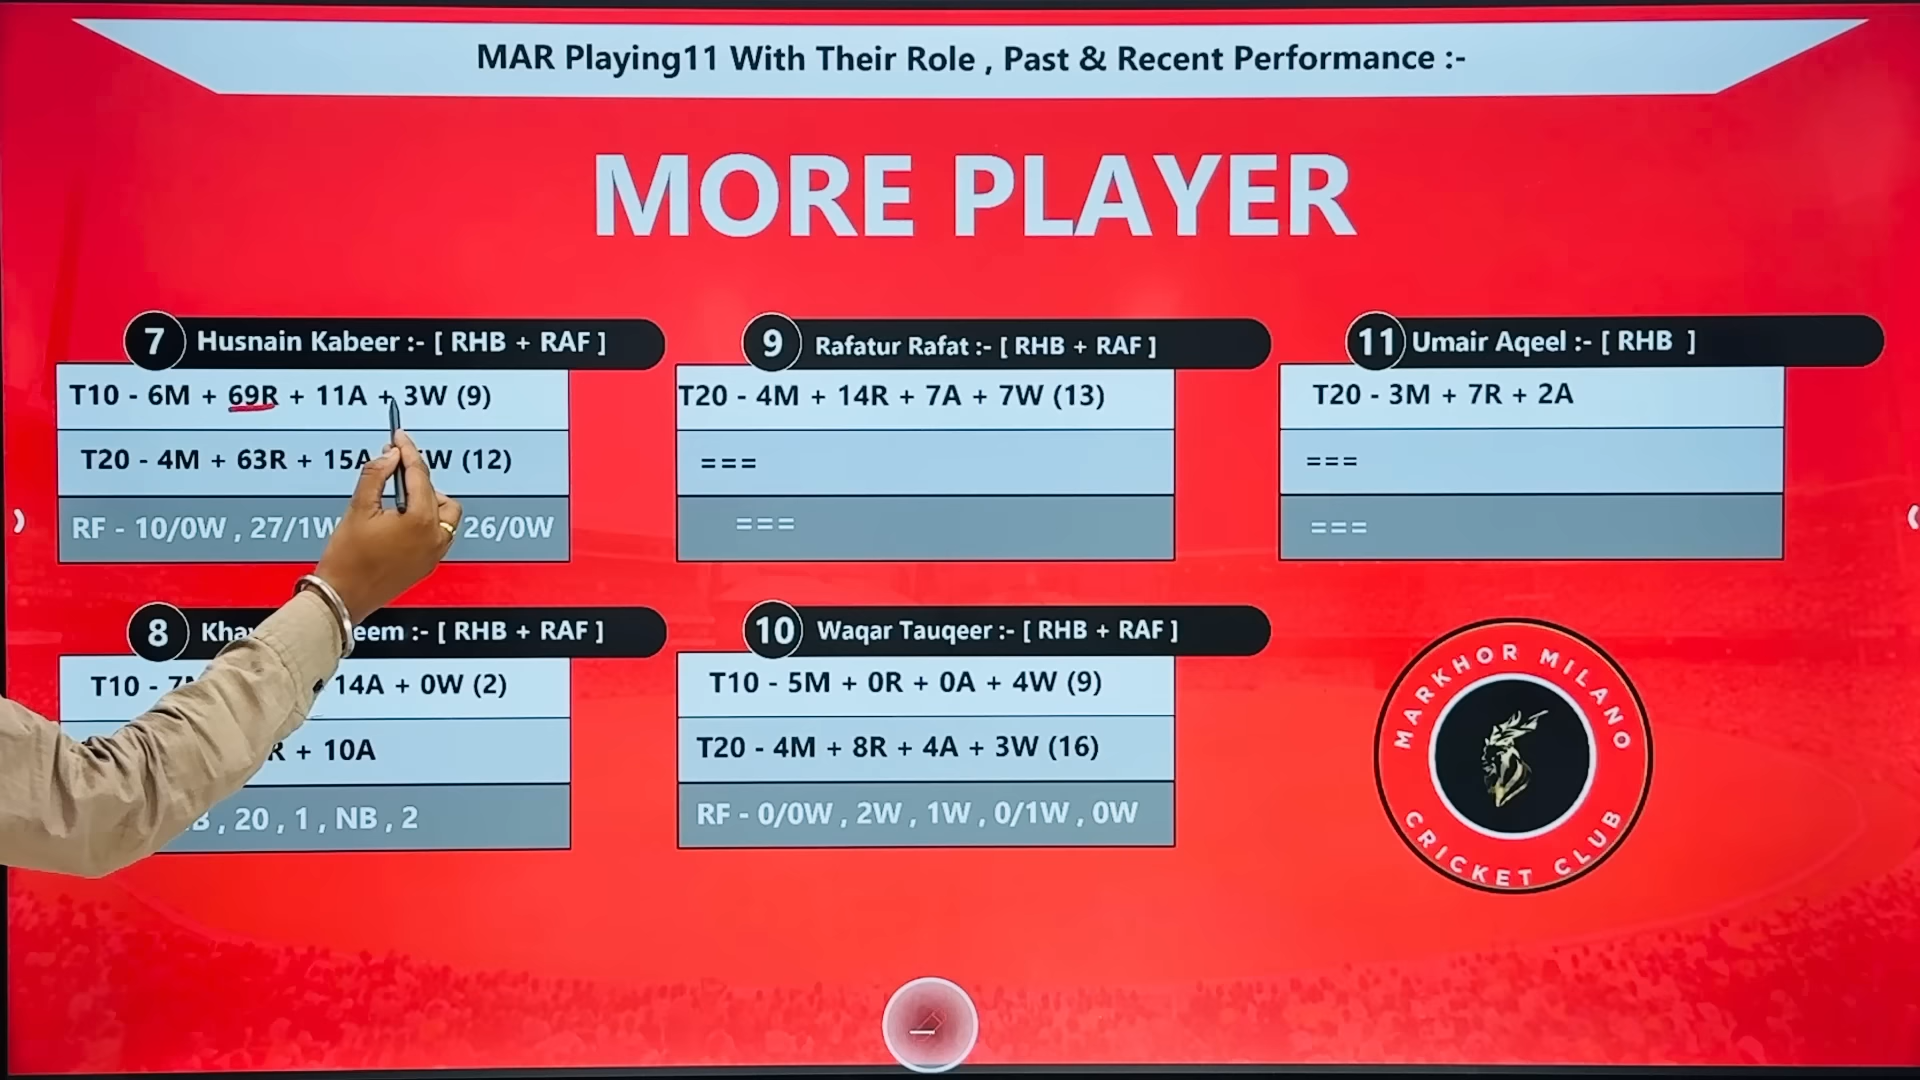 MAR Playing11 With Their Role , Past & Recent Performance :-
MORE PLAYER
7 Husnain Kabeer :- [ RHB + RAF ]
T10 - 6M + 69R + 11A + 3W (9)
T20 - 4M + 63R + 15A W (12)
RF - 10/0W , 27/1W 26/0W
8 eem :- [ RHB + RAF ]
T10 - 14A + 0W (2)
R + 10A
, 20 , 1 , NB , 2
9 Rafatur Rafat :- [ RHB + RAF ]
T20 - 4M + 14R + 7A + 7W (13)
===
===
10 Waqar Tauqeer :- [ RHB + RAF ]
T10 - 5M + 0R + 0A + 4W (9)
T20 - 4M + 8R + 4A + 3W (16)
RF - 0/0W , 2W , 1W , 0/1W , 0W
11 Umair Aqeel :- [ RHB ]
T20 - 3M + 7R + 2A
===
===
MARKHOR MILANO
CRICKET CLUB